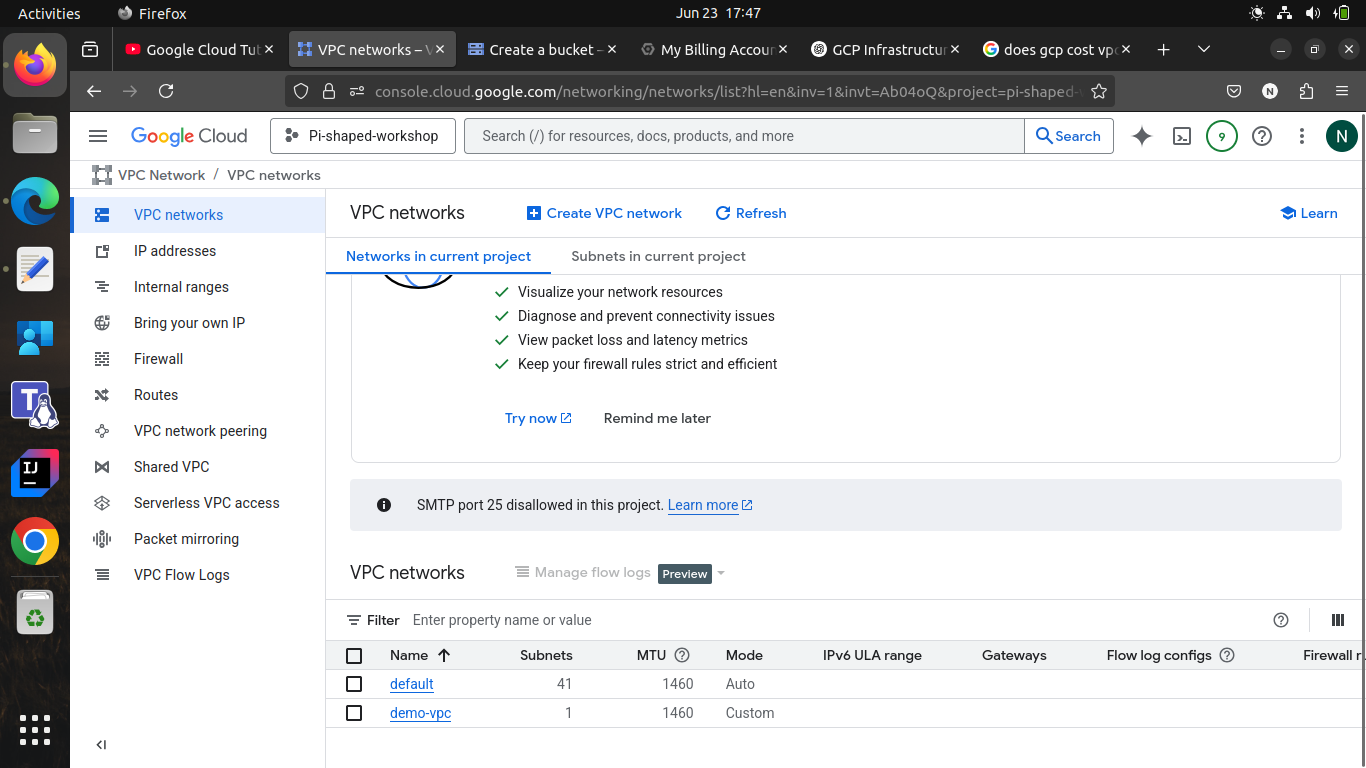 Activities Firefox Jun 23 17:47
Google Cloud Tut VPC networks – V Create a bucket – My Billing Accou GCP Infrastructur does gcp cost vpc
console.cloud.google.com/networking/networks/list?hl=en&inv=1&invt=Ab04oQ&project=pi-shaped-
Google Cloud Pi-shaped-workshop Search (/) for resources, docs, products, and more Search 9 N
VPC Network / VPC networks
VPC networks
IP addresses
Internal ranges
Bring your own IP
Firewall
Routes
VPC network peering
Shared VPC
Serverless VPC access
Packet mirroring
VPC Flow Logs
VPC networks Create VPC network Refresh Learn
Networks in current project Subnets in current project
Visualize your network resources
Diagnose and prevent connectivity issues
View packet loss and latency metrics
Keep your firewall rules strict and efficient
Try now Remind me later
SMTP port 25 disallowed in this project. Learn more
VPC networks Manage flow logs Preview
Filter Enter property name or value
Name Subnets MTU Mode IPv6 ULA range Gateways Flow log configs Firewall r
default 41 1460 Auto
demo-vpc 1 1460 Custom